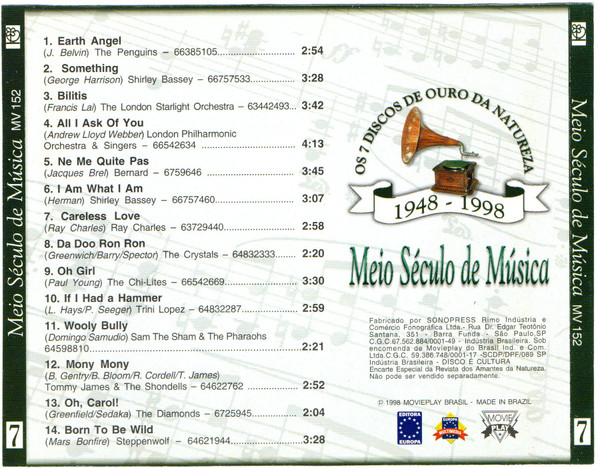 Meio Século de Música MV 152
7
1. Earth Angel
(J. Belvin) The Penguins – 66385105 2:54
2. Something
(George Harrison) Shirley Bassey – 66757533 3:28
3. Bilitis
(Francis Lai) The London Starlight Orchestra – 63442493... 3:42
4. All I Ask Of You
(Andrew Lloyd Webber) London Philharmonic
Orchestra & Singers – 66542634 4:13
5. Ne Me Quite Pas
(Jacques Brel) Bernard – 6759646 3:45
6. I Am What I Am
(Herman) Shirley Bassey – 66757460 3:07
7. Careless Love
(Ray Charles) Ray Charles – 63729440 2:58
8. Da Doo Ron Ron
(Greenwich/Barry/Spector) The Crystals – 64832333 2:20
9. Oh Girl
(Paul Young) The Chi-Lites – 66542669 3:30
10. If I Had a Hammer
(L. Hays/P. Seeger) Trini Lopez – 64832287 2:59
11. Wooly Bully
(Domingo Samudio) Sam The Sham & The Pharaohs
64598810 2:21
12. Mony Mony
(B. Gentry/B. Bloom/R. Cordell/T. James)
Tommy James & The Shondells – 64622762 2:52
13. Oh, Carol!
(Greenfield/Sedaka) The Diamonds – 6725945 2:04
14. Born To Be Wild
(Mars Bonfire) Steppenwolf – 64621944 3:28
OS 7 DISCOS DE OURO DA NATUREZA
1948 - 1998
Meio Século de Música
Fabricado por SONOPRESS Rimo Indústria e
Comércio Fonográfica Ltda.- Rua Dr. Edgar Teotônio
Santana, 351 - Barra Funda - São Paulo.SP
C.G.C. 67.562.884/0001-49 - Indústria Brasileira. Sob
encomenda de Movieplay do Brasil Ind. e Com.
Ltda.C.G.C. 59.386.748/0001-17 -SCDP/DPF/089 SP
Indústria Brasileira - DISCO É CULTURA
Encarte Especial da Revista dos Amantes da Natureza.
Não pode ser vendido separadamente.
℗ 1998 MOVIEPLAY BRASIL - MADE IN BRAZIL
EDITORA
EUROPA
EUROPA
MULTIMÍDIA
MOVIE
PLAY
Meio Século de Música MV 152
7